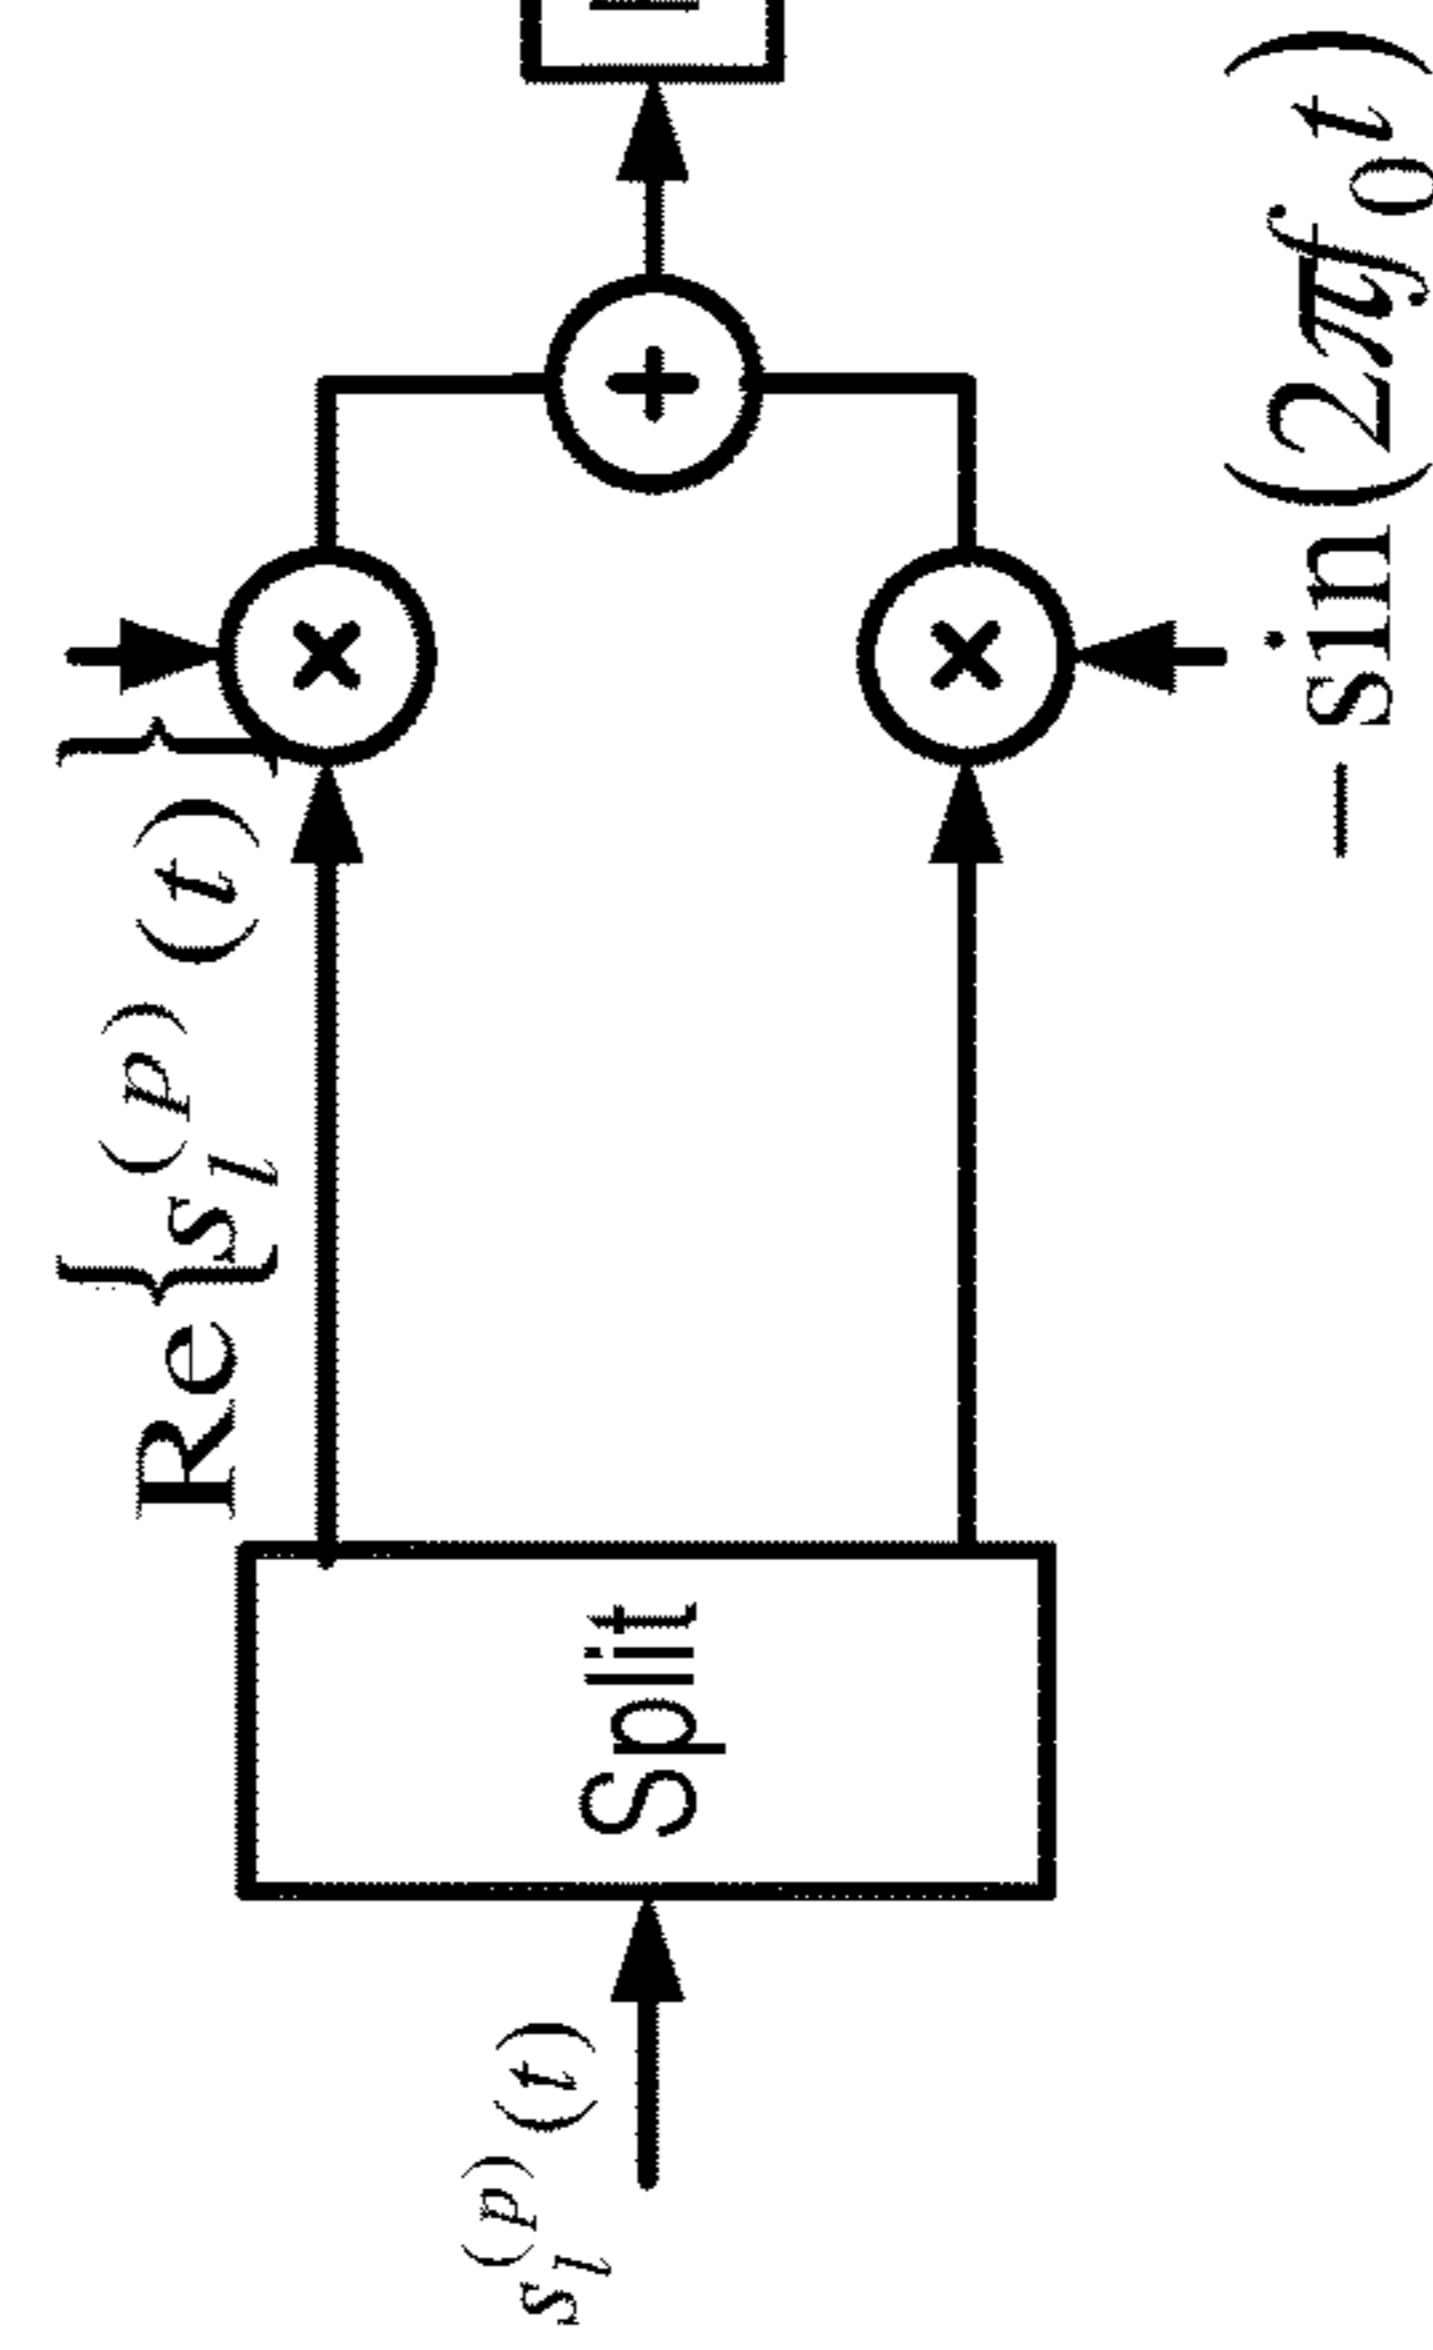 Re{s_l^(p)(t)}
s_l^(p)(t)
Split
×
×
+
−sin(2πf_0t)